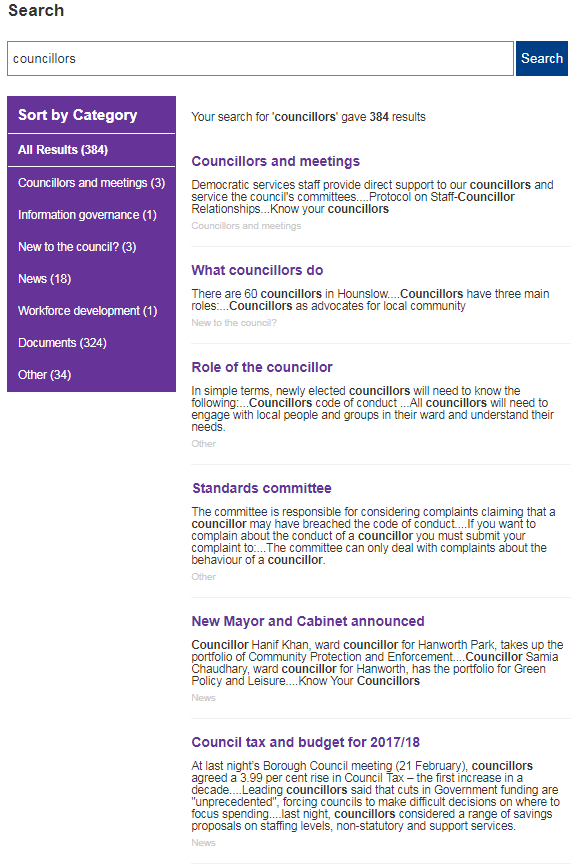 Search
councillors
Search
Sort by Category
All Results (384)
Councillors and meetings (3)
Information governance (1)
New to the council? (3)
News (18)
Workforce development (1)
Documents (324)
Other (34)
Your search for 'councillors' gave 384 results
Councillors and meetings
Democratic services staff provide direct support to our councillors and
service the council's committees....Protocol on Staff-Councillor
Relationships...Know your councillors
Councillors and meetings
What councillors do
There are 60 councillors in Hounslow....Councillors have three main
roles:...Councillors as advocates for local community
New to the council?
Role of the councillor
In simple terms, newly elected councillors will need to know the
following:...Councillors code of conduct ...All councillors will need to
engage with local people and groups in their ward and understand their
needs.
Other
Standards committee
The committee is responsible for considering complaints claiming that a
councillor may have breached the code of conduct....If you want to
complain about the conduct of a councillor you must submit your
complaint to:...The committee can only deal with complaints about the
behaviour of a councillor.
Other
New Mayor and Cabinet announced
Councillor Hanif Khan, ward councillor for Hanworth Park, takes up the
portfolio of Community Protection and Enforcement....Councillor Samia
Chaudhary, ward councillor for Hanworth, has the portfolio for Green
Policy and Leisure....Know Your Councillors
News
Council tax and budget for 2017/18
At last night's Borough Council meeting (21 February), councillors
agreed a 3.99 per cent rise in Council Tax – the first increase in a
decade....Leading councillors said that cuts in Government funding are
"unprecedented", forcing councils to make difficult decisions on where to
focus spending....last night, councillors considered a range of savings
proposals on staffing levels, non-statutory and support services.
News